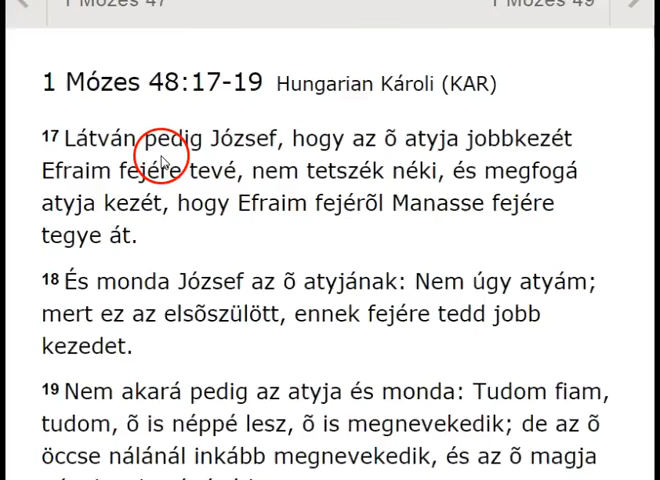 1 Mózes 47
1 Mózes 49
1 Mózes 48:17-19 Hungarian Károli (KAR)
17 Látván pedig József, hogy az õ atyja jobbkezét
Efraim fejére tevé, nem tetszék néki, és megfogá
atyja kezét, hogy Efraim fejérõl Manasse fejére
tegye át.
18 És monda József az õ atyjának: Nem úgy atyám;
mert ez az elsõszülött, ennek fejére tedd jobb
kezedet.
19 Nem akará pedig az atyja és monda: Tudom fiam,
tudom, õ is néppé lesz, õ is megnevekedik; de az õ
öccse nálánál inkább megnevekedik, és az õ magja